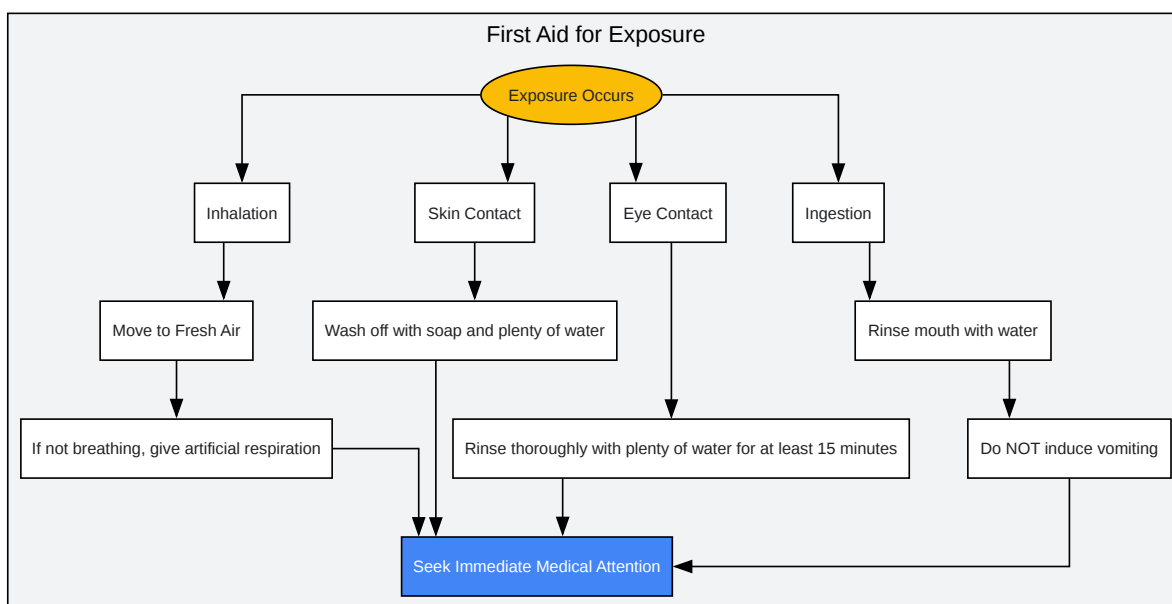 First Aid for Exposure
Exposure Occurs
Inhalation
Skin Contact
Eye Contact
Ingestion
Move to Fresh Air
Wash off with soap and plenty of water
Rinse mouth with water
If not breathing, give artificial respiration
Rinse thoroughly with plenty of water for at least 15 minutes
Do NOT induce vomiting
Seek Immediate Medical Attention